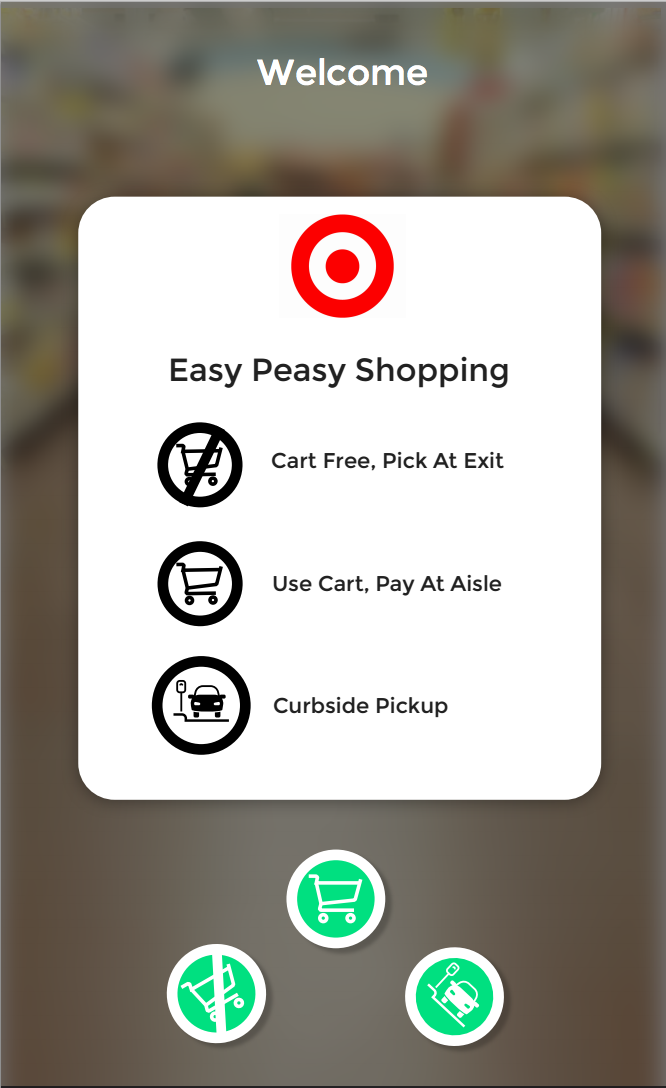 Welcome
Easy Peasy Shopping
Cart Free, Pick At Exit
Use Cart, Pay At Aisle
Curbside Pickup